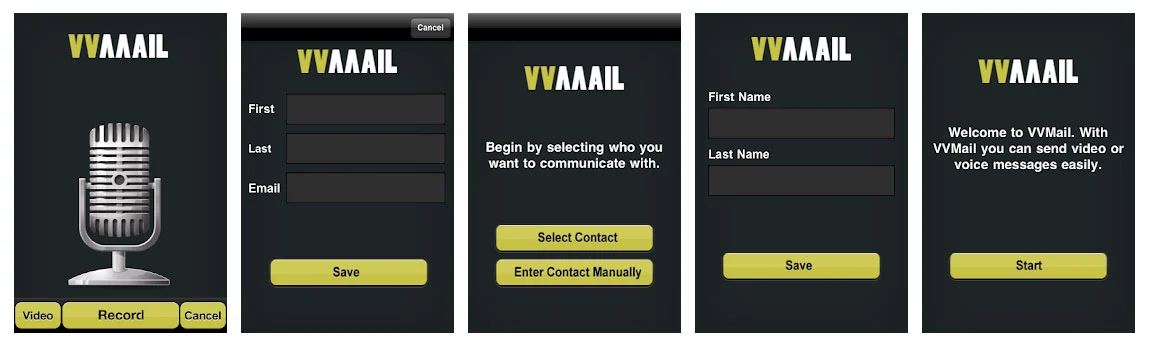 VVMAIL
Video
Record
Cancel
Cancel
VVMAIL
First
Last
Email
Save
VVMAIL
Begin by selecting who you
want to communicate with.
Select Contact
Enter Contact Manually
VVMAIL
First Name
Last Name
Save
VVMAIL
Welcome to VVMail. With
VVMail you can send video or
voice messages easily.
Start